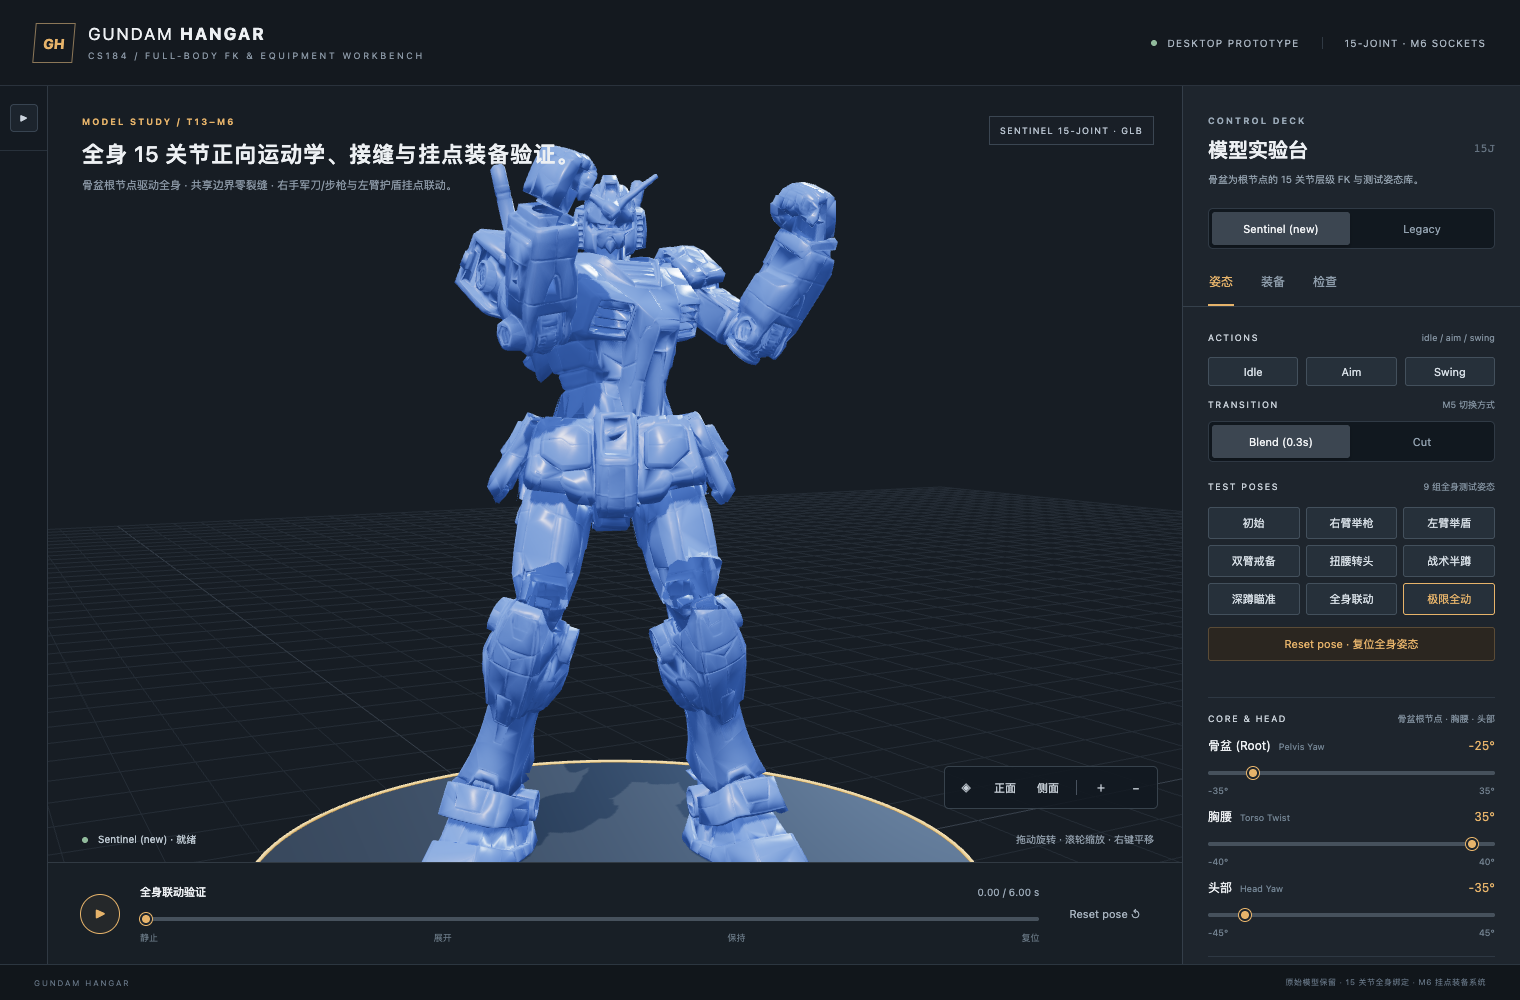 GH
GUNDAM HANGAR
CS184 / FULL-BODY FK & EQUIPMENT WORKBENCH
DESKTOP PROTOTYPE
15-JOINT · M6 SOCKETS
MODEL STUDY / T13–M6
全身 15 关节正向运动学、接缝与挂点装备验证。
骨盆根节点驱动全身 · 共享边界零裂缝 · 右手军刀/步枪与左臂护盾挂点联动。
SENTINEL 15-JOINT · GLB
正面
侧面
+
−
Sentinel (new) · 就绪
拖动旋转 · 滚轮缩放 · 右键平移
全身联动验证
0.00 / 6.00 s
静止
展开
保持
复位
Reset pose ↺
CONTROL DECK
模型实验台
15J
骨盆为根节点的 15 关节层级 FK 与测试姿态库。
Sentinel (new)
Legacy
姿态
装备
检查
ACTIONS
idle / aim / swing
Idle
Aim
Swing
TRANSITION
M5 切换方式
Blend (0.3s)
Cut
TEST POSES
9 组全身测试姿态
初始
右臂举枪
左臂举盾
双臂戒备
扭腰转头
战术半蹲
深蹲瞄准
全身联动
极限全动
Reset pose · 复位全身姿态
CORE & HEAD
骨盆根节点 · 胸腰 · 头部
骨盆 (Root) Pelvis Yaw
-25°
-35°
35°
胸腰 Torso Twist
35°
-40°
40°
头部 Head Yaw
-35°
-45°
45°
GUNDAM HANGAR
原始模型保留 · 15 关节全身绑定 · M6 挂点装备系统